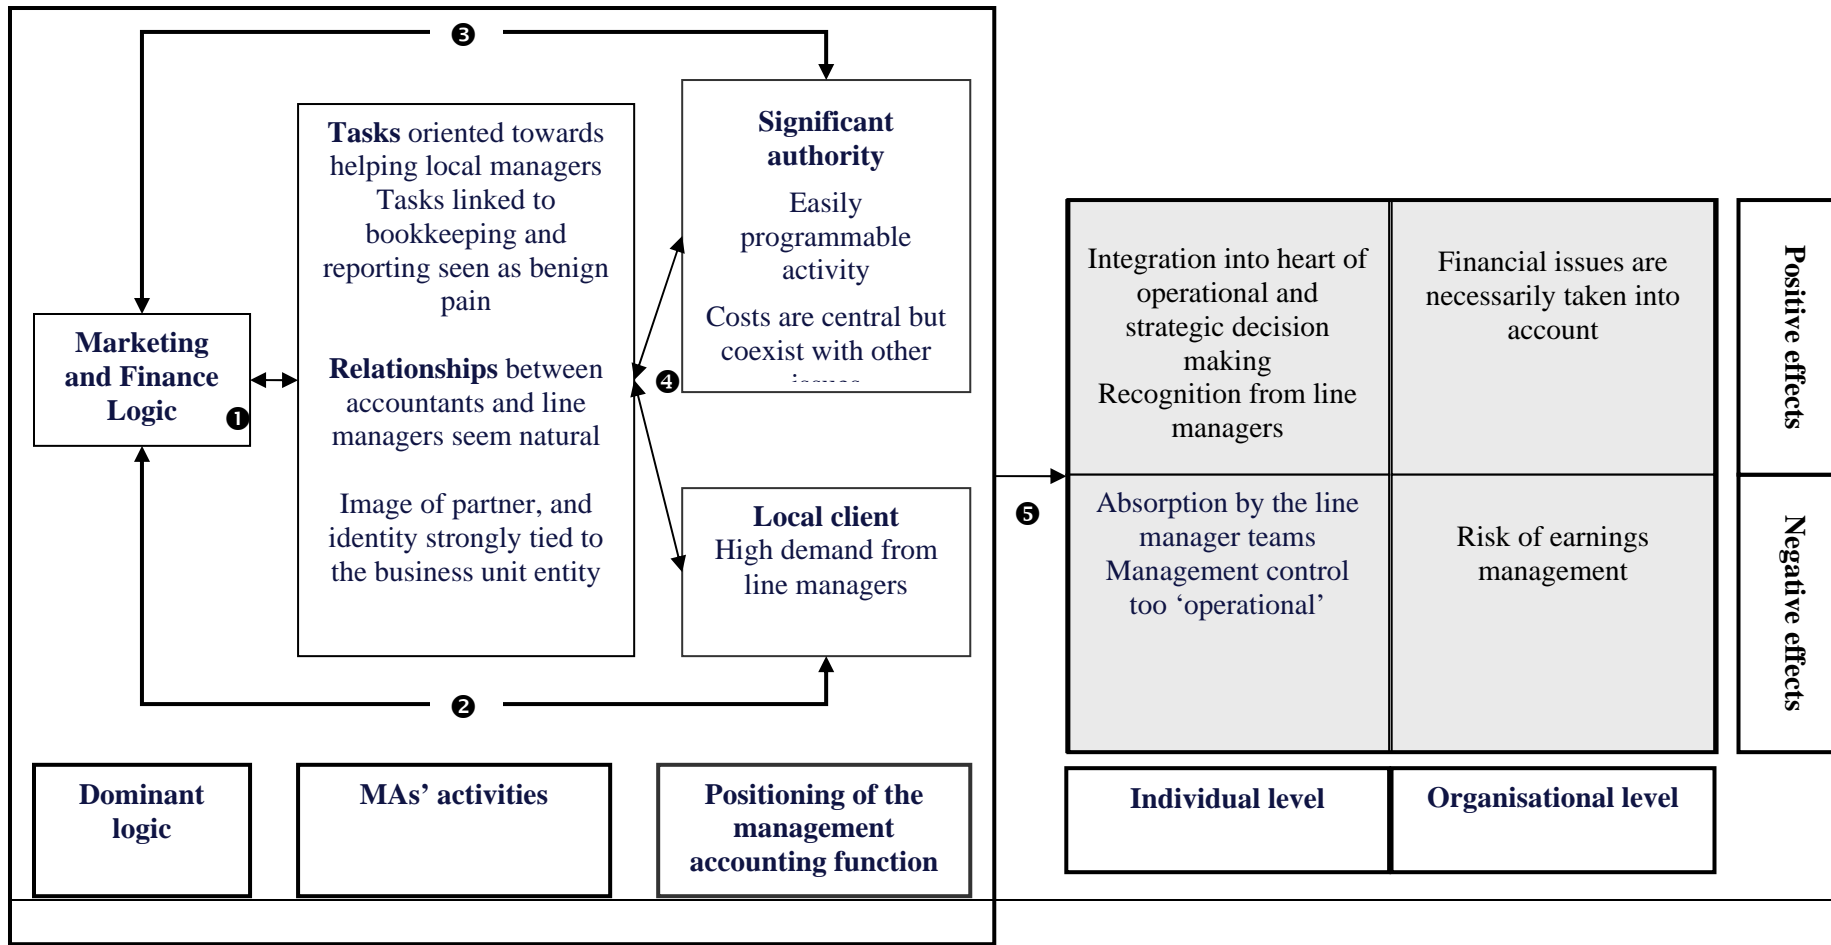 ❸
Tasks oriented towards
helping local managers
Tasks linked to
bookkeeping and
reporting seen as benign
pain
Relationships between
accountants and line
managers seem natural
Image of partner, and
identity strongly tied to
the business unit entity
Significant
authority
Easily
programmable
activity
Costs are central but
coexist with other
Marketing
and Finance
Logic
❶
❹
Local client
High demand from
line managers
❷
❺
Integration into heart of
operational and
strategic decision
making
Recognition from line
managers
Financial issues are
necessarily taken into
account
Positive effects
Absorption by the line
manager teams
Management control
too ‘operational’
Risk of earnings
management
Negative effects
Dominant
logic
MAs’ activities
Positioning of the
management
accounting function
Individual level
Organisational level